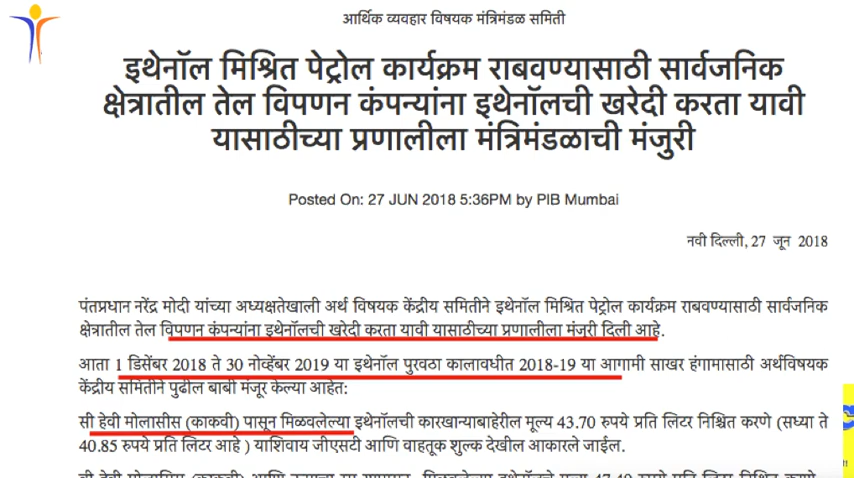 आर्थिक व्यवहार विषयक मंत्रिमंडळ समिती
इथेनॉल मिश्रित पेट्रोल कार्यक्रम राबवण्यासाठी सार्वजनिक
क्षेत्रातील तेल विपणन कंपन्यांना इथेनॉलची खरेदी करता यावी
यासाठीच्या प्रणालीला मंत्रिमंडळाची मंजुरी
Posted On: 27 JUN 2018 5:36PM by PIB Mumbai
नवी दिल्ली, 27 जून 2018
पंतप्रधान नरेंद्र मोदी यांच्या अध्यक्षतेखाली अर्थ विषयक केंद्रीय समितीने इथेनॉल मिश्रित पेट्रोल कार्यक्रम राबवण्यासाठी सार्वजनिक
क्षेत्रातील तेल विपणन कंपन्यांना इथेनॉलची खरेदी करता यावी यासाठीच्या प्रणालीला मंजुरी दिली आहे.
आता 1 डिसेंबर 2018 ते 30 नोव्हेंबर 2019 या इथेनॉल पुरवठा कालावधीत 2018-19 या आगामी साखर हंगामासाठी अर्थविषयक
केंद्रीय समितीने पुढील बाबी मंजूर केल्या आहेत:
सी हेवी मोलासीस (काकवी) पासून मिळवलेल्या इथेनॉलची कारखान्याबाहेरील मूल्य 43.70 रुपये प्रति लिटर निश्चित करणे (सध्या ते
40.85 रुपये प्रति लिटर आहे ) याशिवाय जीएसटी आणि वाहतूक शुल्क देखील आकारले जाईल.